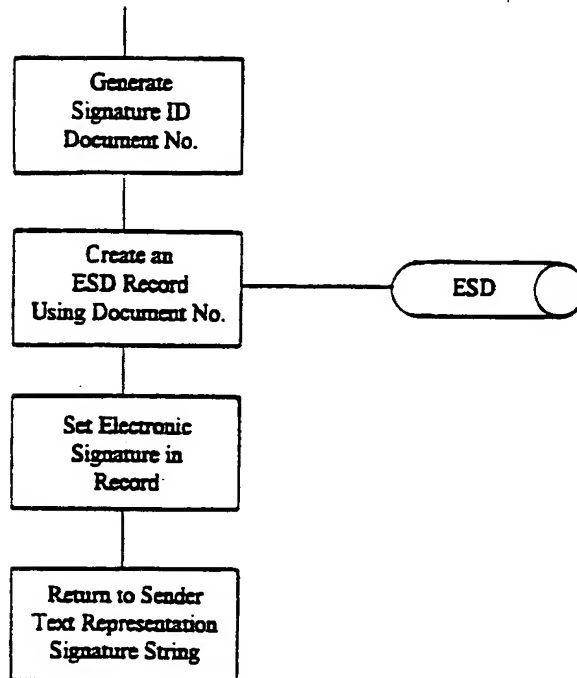 Generate
Signature ID
Document No.
Create an
ESD Record
Using Document No.
ESD
Set Electronic
Signature in
Record
Return to Sender
Text Representation
Signature String